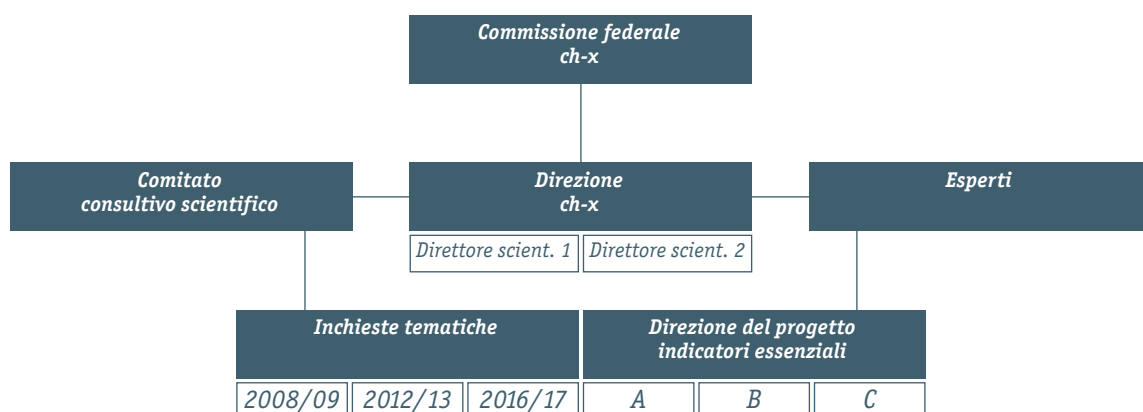 Commissione federale
ch-x
Comitato
consultivo scientifico
Direzione
ch-x
Esperti
Direttore scient. 1
Direttore scient. 2
Inchieste tematiche
Direzione del progetto
indicatori essenziali
2008/09
2012/13
2016/17
A
B
C